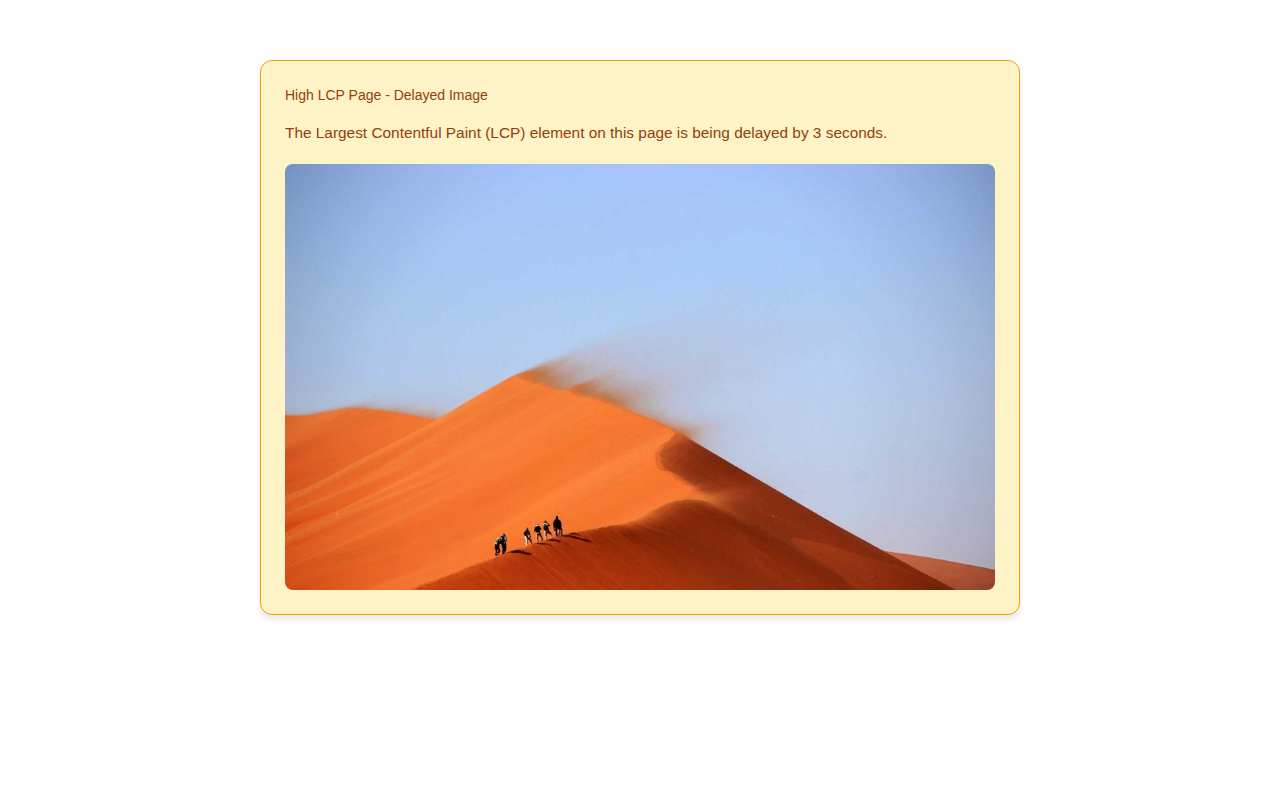 High LCP Page - Delayed Image
The Largest Contentful Paint (LCP) element on this page is being delayed by 3 seconds.